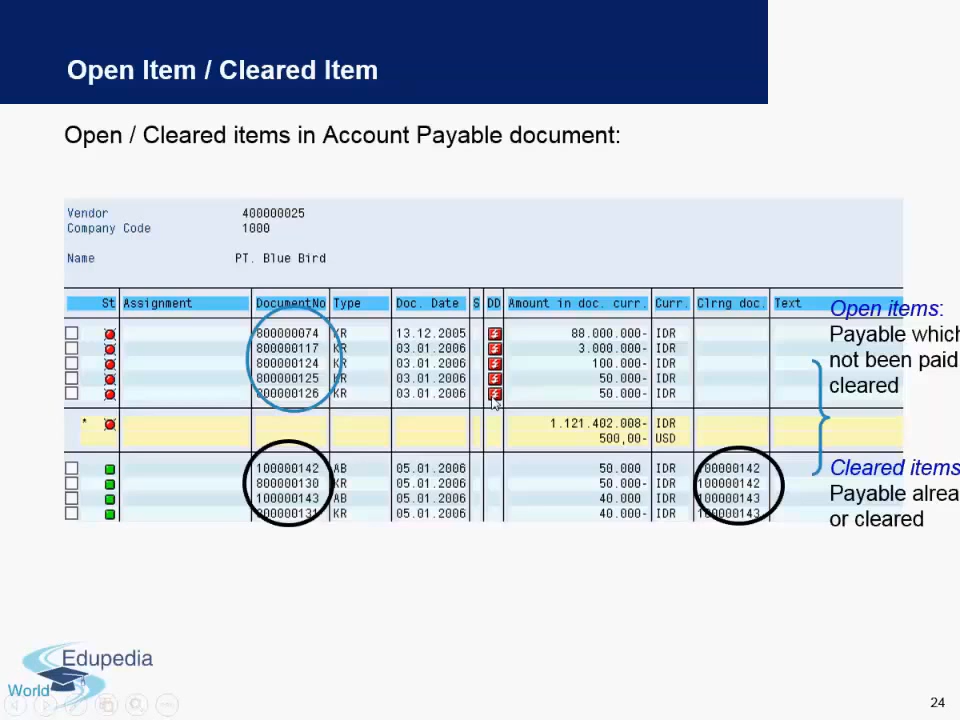 Open Item / Cleared Item
Open / Cleared items in Account Payable document:
Vendor 400000025
Company Code 1000
Name PT. Blue Bird
St Assignment DocumentNo Type Doc. Date S DD Amount in doc. curr. Curr. Clrng doc. Text
800000074 KR 13.12.2005 88.000.000- IDR
800000117 KR 03.01.2006 3.000.000- IDR
800000124 KR 03.01.2006 100.000- IDR
800000125 KR 03.01.2006 50.000- IDR
800000126 KR 03.01.2006 50.000- IDR
* 1.121.402.008- IDR
500,00- USD
100000142 AB 05.01.2006 50.000 IDR 100000142
800000130 KR 05.01.2006 50.000- IDR 100000142
100000143 AB 05.01.2006 40.000 IDR 100000143
800000131 KR 05.01.2006 40.000- IDR 100000143
Open items:
Payable which
not been paid
cleared
Cleared items
Payable alrea
or cleared
Edupedia
World
24